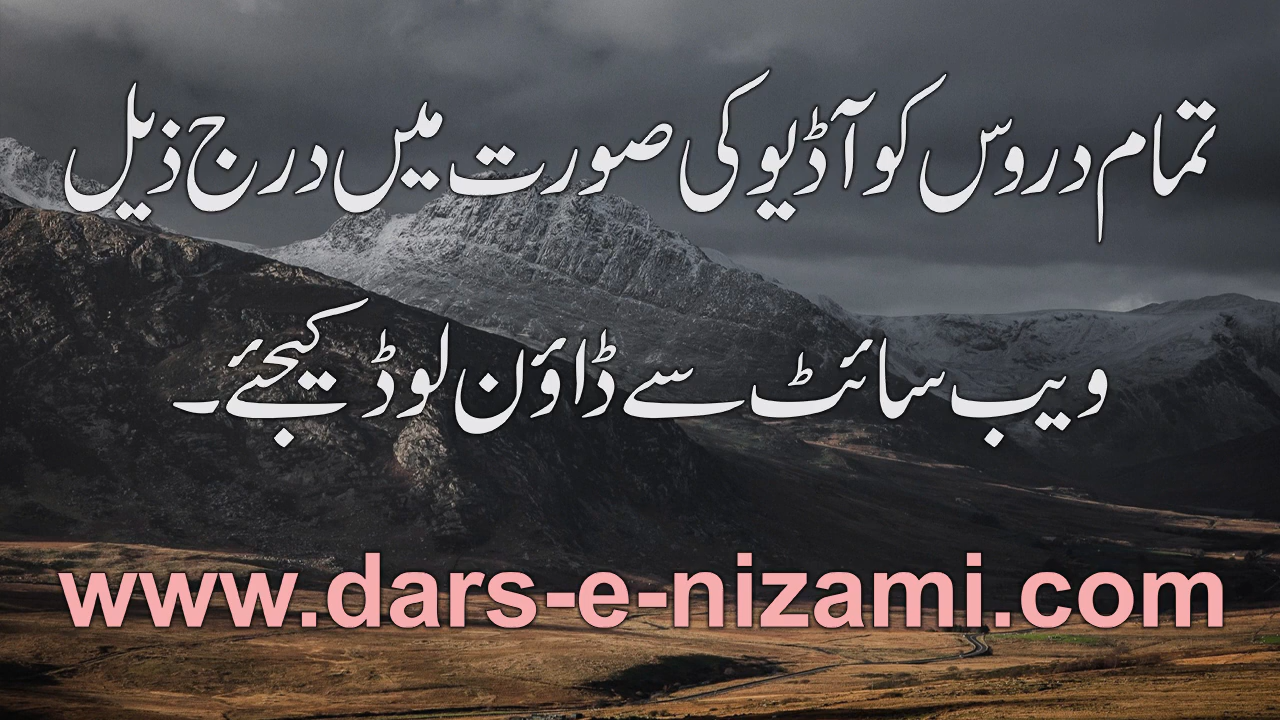 تمام دروس کو آڈیو کی صورت میں درج ذیل
ویب سائٹ سے ڈاؤن لوڈ کیجئے۔
www.dars-e-nizami.com